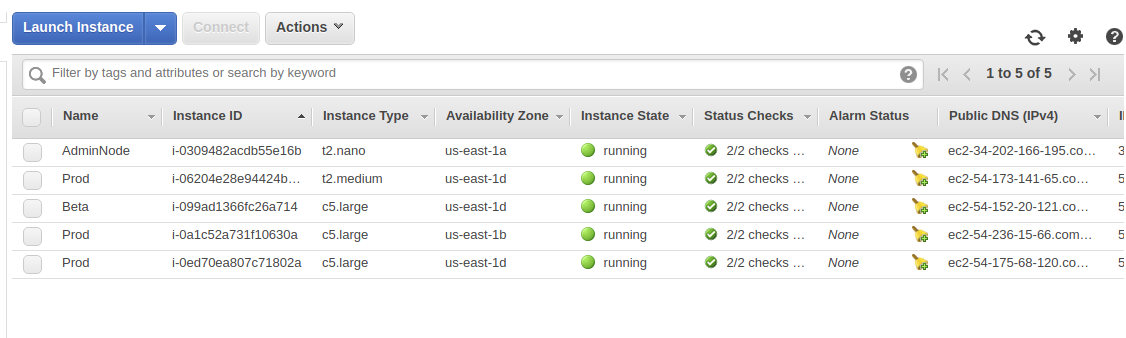 Launch Instance Connect Actions
Filter by tags and attributes or search by keyword 1 to 5 of 5
Name Instance ID Instance Type Availability Zone Instance State Status Checks Alarm Status Public DNS (IPv4)
AdminNode i-0309482acdb55e16b t2.nano us-east-1a running 2/2 checks ... None ec2-34-202-166-195.co... 3
Prod i-06204e28e94424b... t2.medium us-east-1d running 2/2 checks ... None ec2-54-173-141-65.co... 5
Beta i-099ad1366fc26a714 c5.large us-east-1d running 2/2 checks ... None ec2-54-152-20-121.co... 5
Prod i-0a1c52a731f10630a c5.large us-east-1b running 2/2 checks ... None ec2-54-236-15-66.com... 5
Prod i-0ed70ea807c71802a c5.large us-east-1d running 2/2 checks ... None ec2-54-175-68-120.co... 5